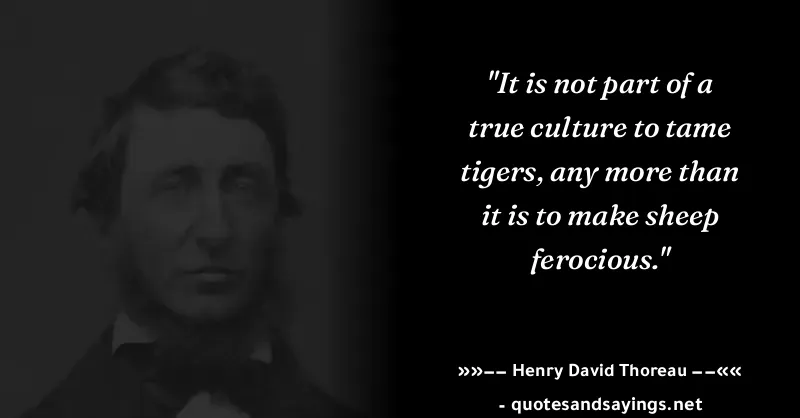 "It is not part of a
true culture to tame
tigers, any more than
it is to make sheep
ferocious."
»»–– Henry David Thoreau ––««
- quotesandsayings.net